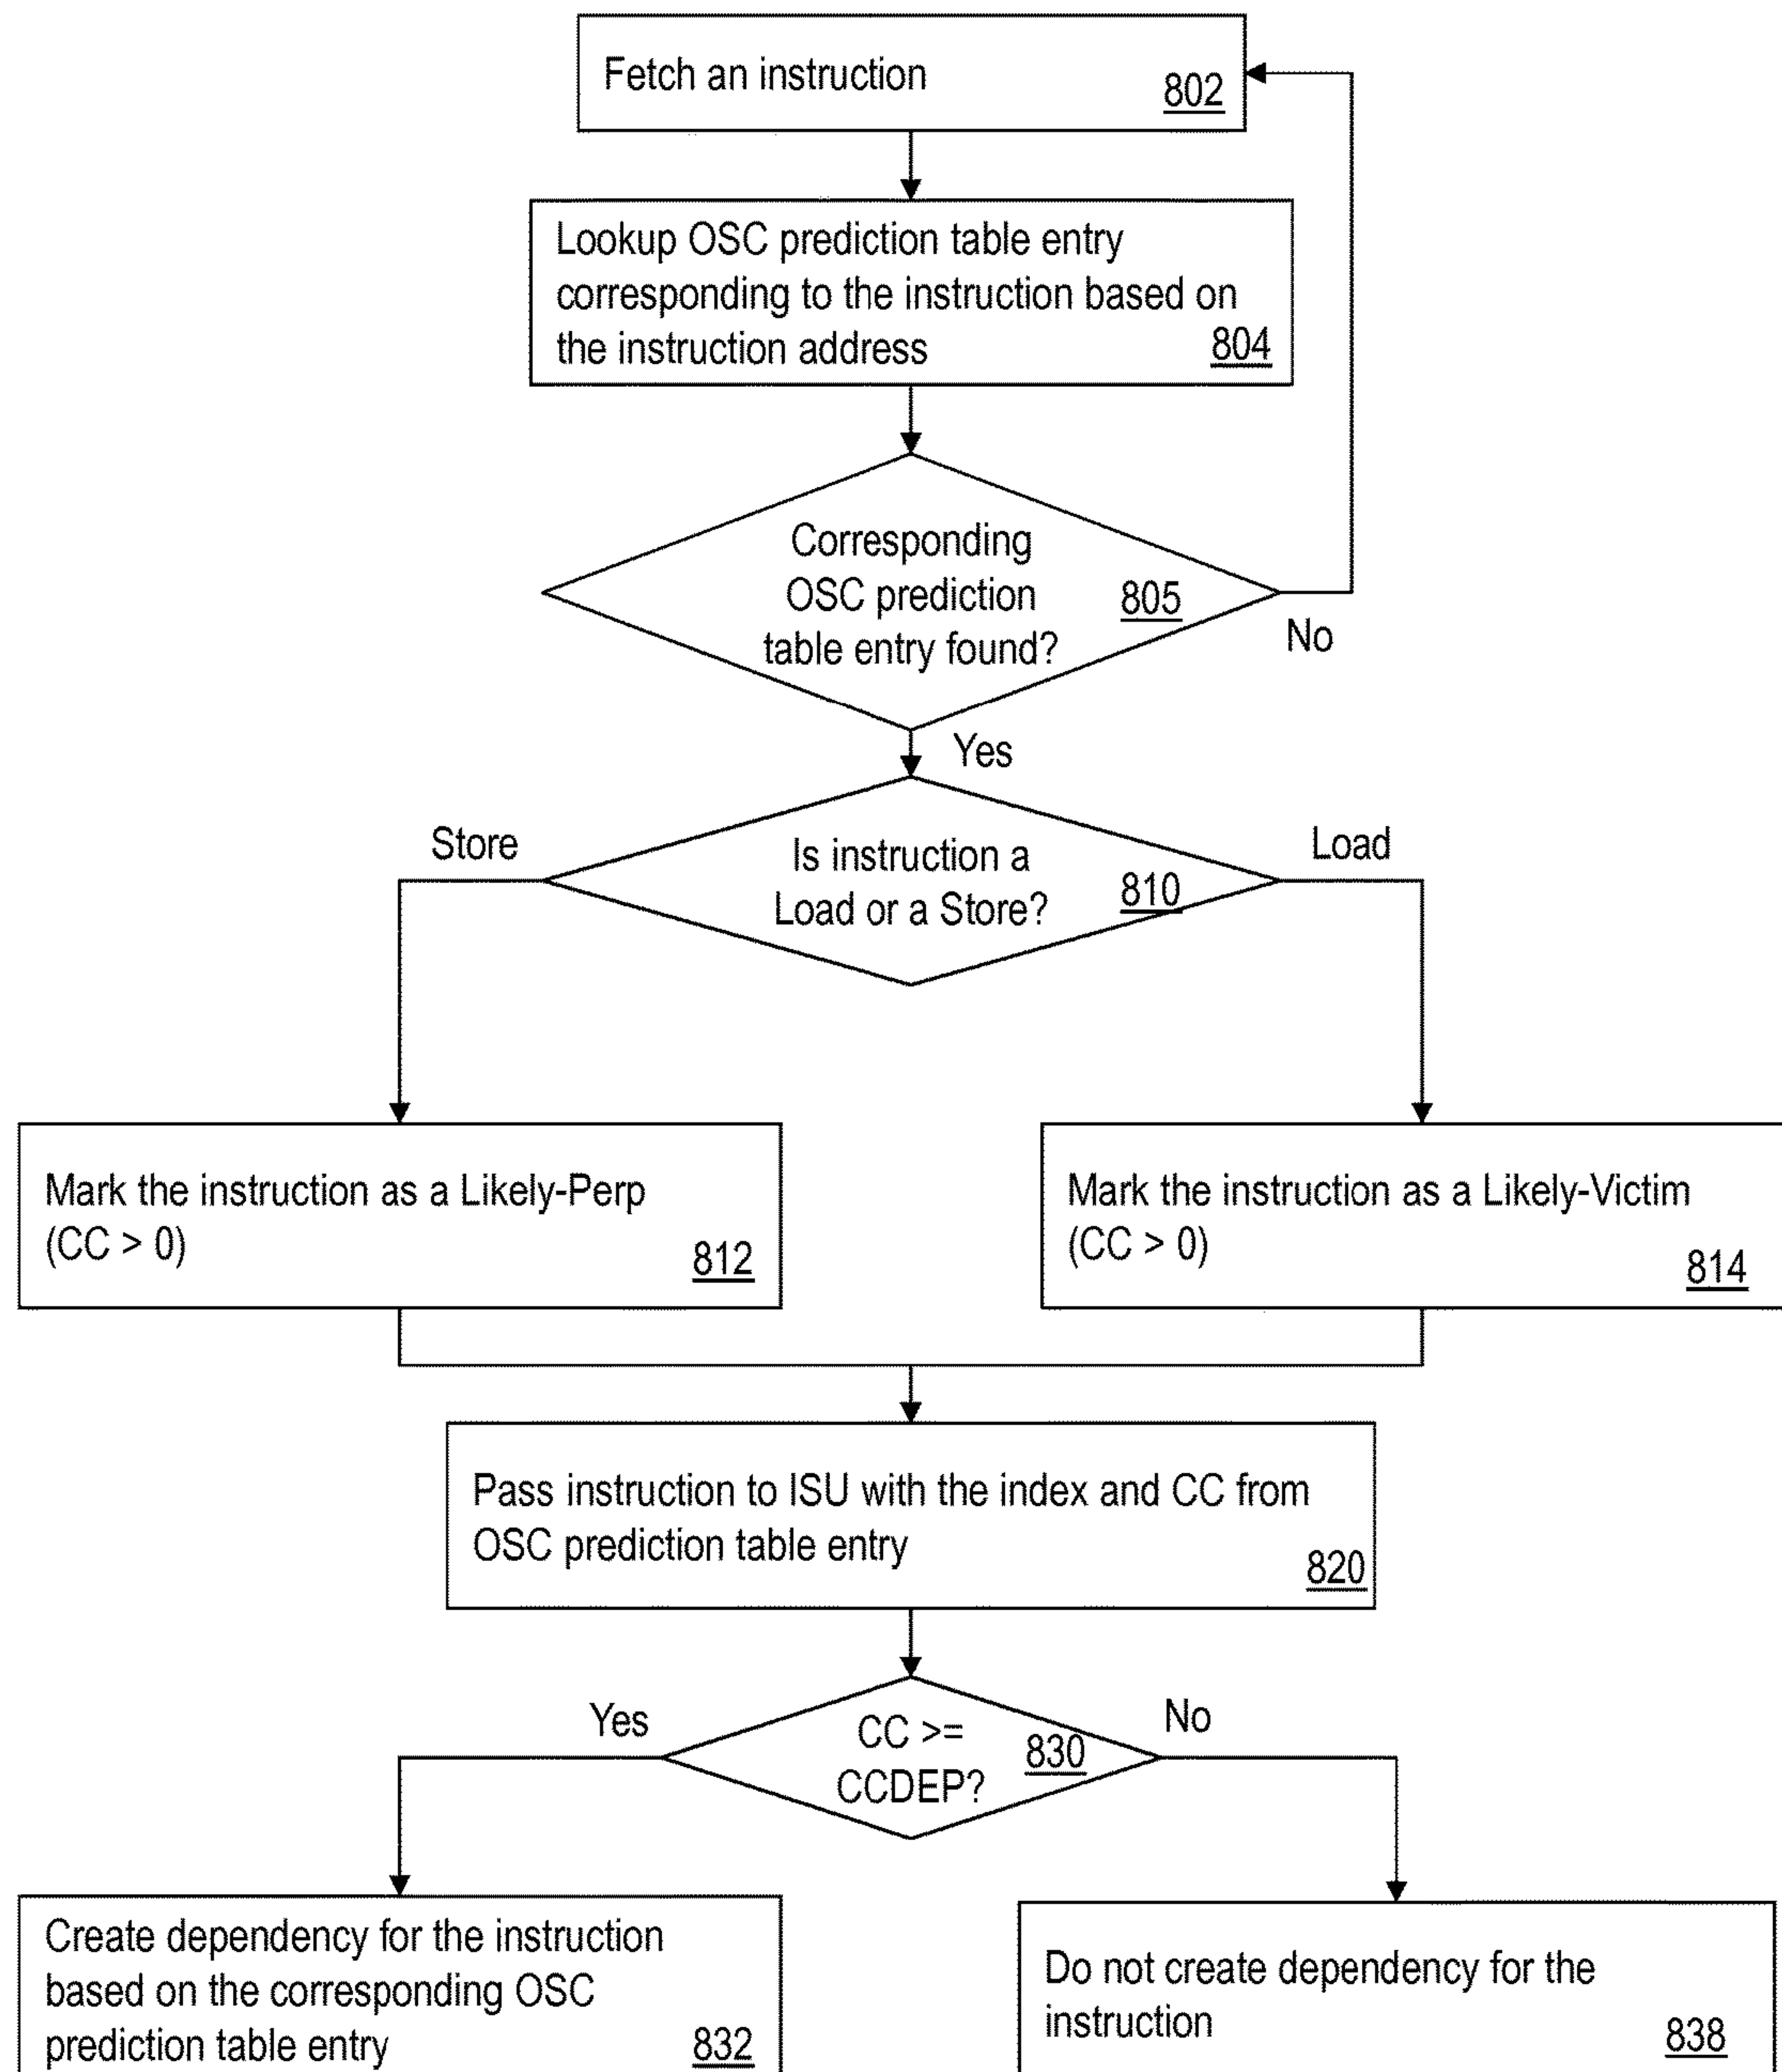 Fetch an instruction
802
Lookup OSC prediction table entry
corresponding to the instruction based on
the instruction address
804
Corresponding
OSC prediction
table entry found?
805
No
Yes
Store
Is instruction a
Load or a Store?
810
Load
Mark the instruction as a Likely-Perp
(CC > 0)
812
Mark the instruction as a Likely-Victim
(CC > 0)
814
Pass instruction to ISU with the index and CC from
OSC prediction table entry
820
Yes
CC >=
CCDEP?
830
No
Create dependency for the instruction
based on the corresponding OSC
prediction table entry
832
Do not create dependency for the
instruction
838